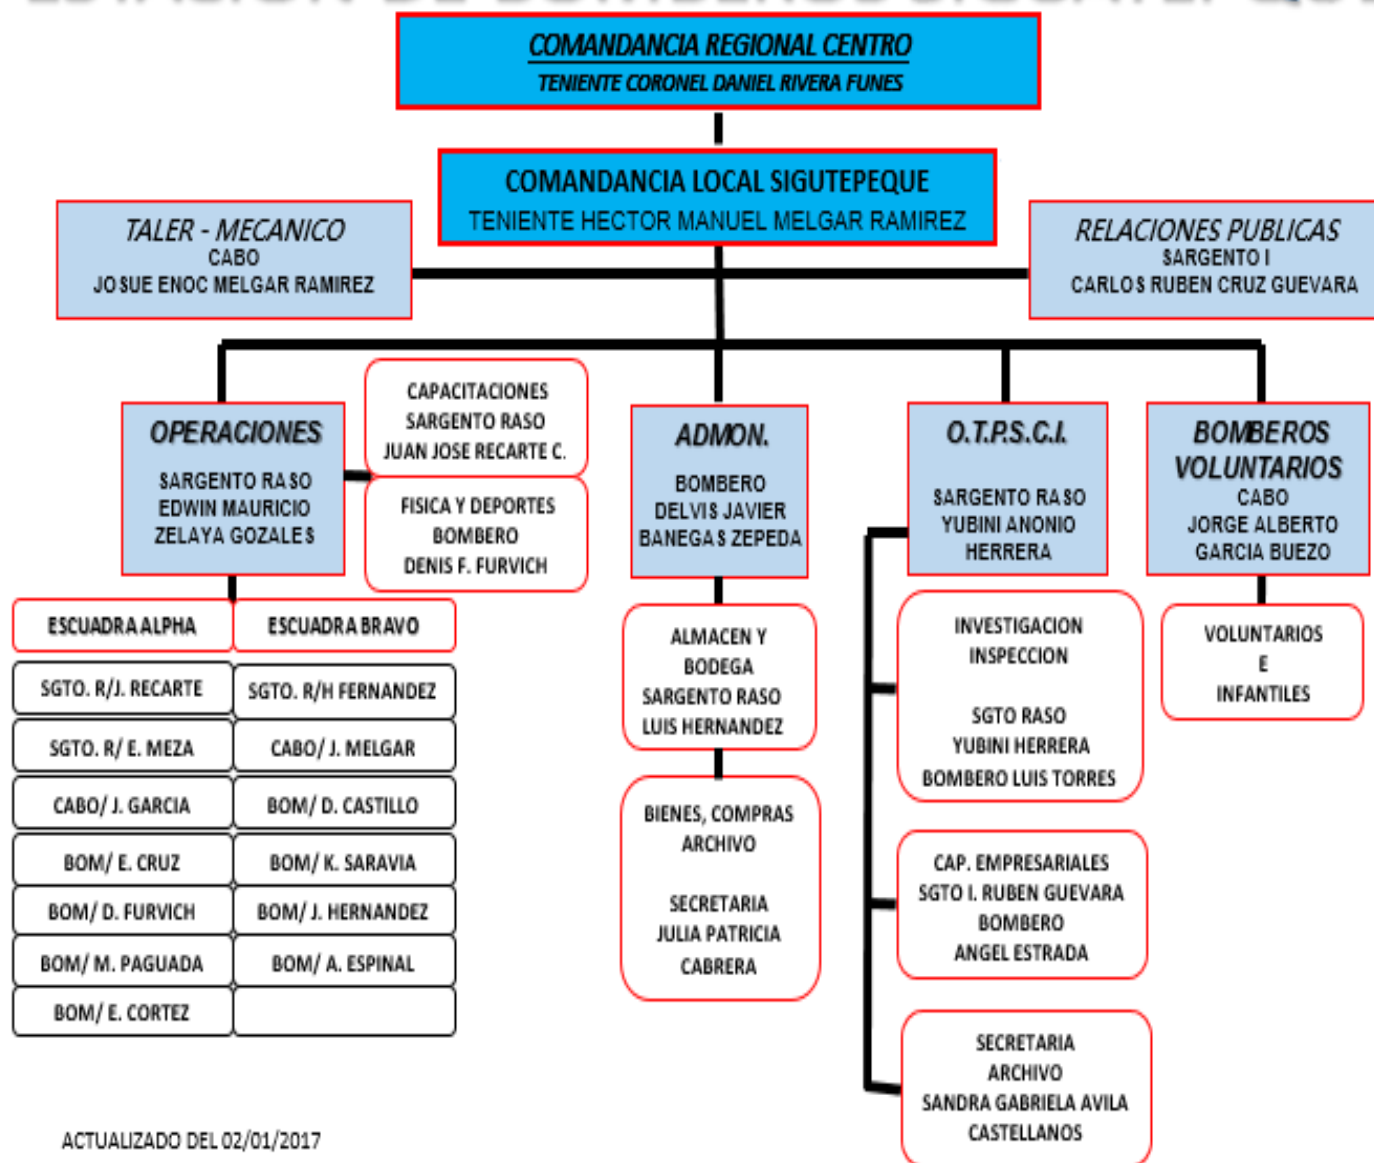 COMANDANCIA REGIONAL CENTRO
TENIENTE CORONEL DANIEL RIVERA FUNES
COMANDANCIA LOCAL SIGUTEPEQUE
TENIENTE HECTOR MANUEL MELGAR RAMIREZ
TALER - MECANICO
CABO
JOSUE ENOC MELGAR RAMIREZ
RELACIONES PUBLICAS
SARGENTO I
CARLOS RUBEN CRUZ GUEVARA
OPERACIONES
SARGENTO RASO
EDWIN MAURICIO
ZELAYA GOZALES
CAPACITACIONES
SARGENTO RASO
JUAN JOSE RECARTE C.
FISICA Y DEPORTES
BOMBERO
DENIS F. FURVICH
ADMON.
BOMBERO
DELVIS JAVIER
BANEGAS ZEPEDA
O.T.P.S.C.I.
SARGENTO RASO
YUBINI ANONIO
HERRERA
BOMBEROS
VOLUNTARIOS
CABO
JORGE ALBERTO
GARCIA BUEZO
ESCUADRA ALPHA
ESCUADRA BRAVO
SGTO. R/J. RECARTE
SGTO. R/H FERNANDEZ
SGTO. R/ E. MEZA
CABO/ J. MELGAR
CABO/ J. GARCIA
BOM/ D. CASTILLO
BOM/ E. CRUZ
BOM/ K. SARAVIA
BOM/ D. FURVICH
BOM/ J. HERNANDEZ
BOM/ M. PAGUADA
BOM/ A. ESPINAL
BOM/ E. CORTEZ
ALMACEN Y
BODEGA
SARGENTO RASO
LUIS HERNANDEZ
BIENES, COMPRAS
ARCHIVO
SECRETARIA
JULIA PATRICIA
CABRERA
INVESTIGACION
INSPECCION
SGTO RASO
YUBINI HERRERA
BOMBERO LUIS TORRES
CAP. EMPRESARIALES
SGTO I. RUBEN GUEVARA
BOMBERO
ANGEL ESTRADA
SECRETARIA
ARCHIVO
SANDRA GABRIELA AVILA
CASTELLANOS
VOLUNTARIOS
E
INFANTILES
ACTUALIZADO DEL 02/01/2017